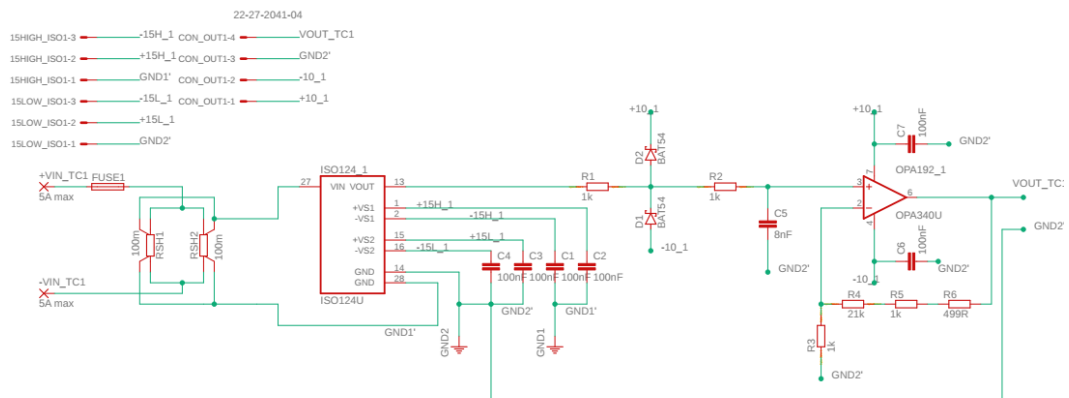 22-27-2041-04
15HIGH_ISO1-3 -15H_1 CON_OUT1-4 VOUT_TC1
15HIGH_ISO1-2 +15H_1 CON_OUT1-3 GND2'
15HIGH_ISO1-1 GND1' CON_OUT1-2 -10_1
15LOW_ISO1-3 -15L_1 CON_OUT1-1 +10_1
15LOW_ISO1-2 +15L_1
15LOW_ISO1-1 GND2'
+VIN_TC1 FUSE1
5A max
100m RSH1
RSH2 100m
-VIN_TC1
5A max
ISO124_1
27 VIN VOUT 13
+VS1 1 +15H_1
-VS1 2 -15H_1
+VS2 15 +15L_1
-VS2 16 -15L_1
GND 14
GND 28
ISO124U
GND1'
C4 C3 C1 C2
100nF 100nF 100nF 100nF
GND2' GND1'
GND2 GND1
R1
1k
+10_1
D2 BAT54
D1 BAT54
-10_1
R2
1k
C5
8nF
GND2'
+10_1
C7 100nF
GND2'
OPA192_1
7
3 +
2 -
6
4
OPA340U
VOUT_TC1
GND2'
C6 100nF
GND2'
-10_1
R4 R5 R6
21k 1k 499R
R3 1k
GND2'